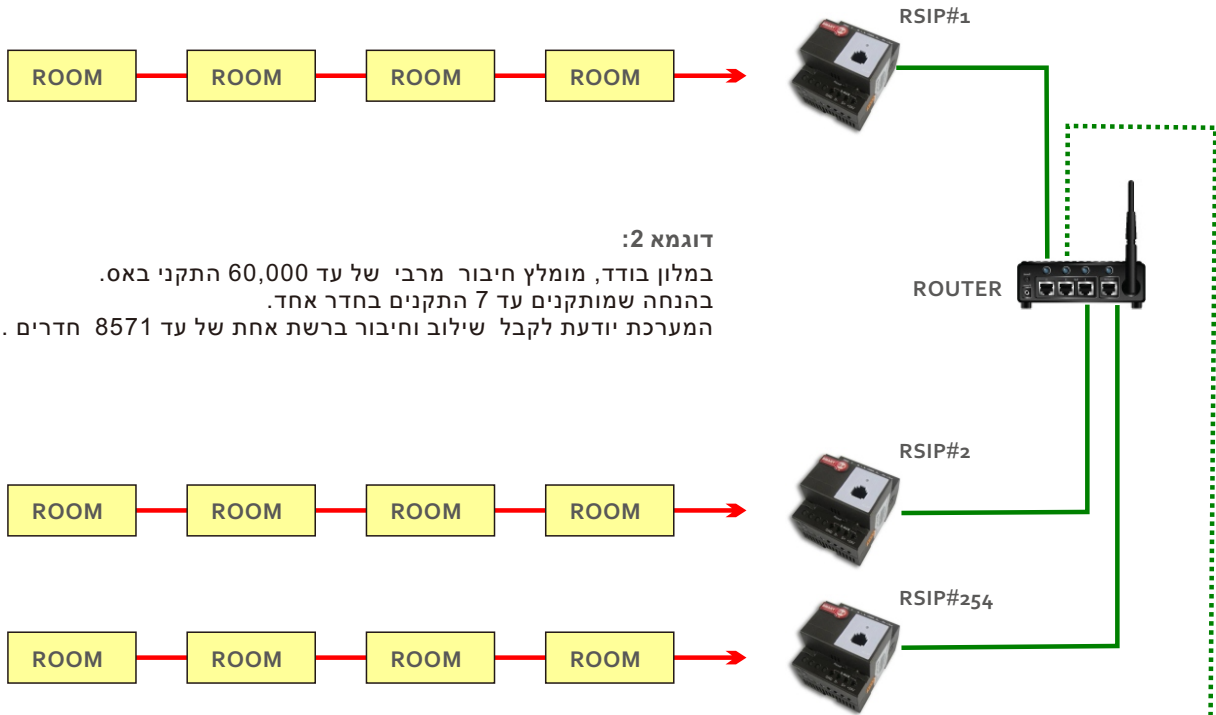 RSIP#1
ROOM ROOM ROOM ROOM
דוגמא 2:
במלון בודד, מומלץ חיבור מרבי של עד 60,000 התקני באס.
בהנחה שמותקנים עד 7 התקנים בחדר אחד.
המערכת יודעת לקבל שילוב וחיבור ברשת אחת של עד 8571 חדרים .
ROUTER
RSIP#2
ROOM ROOM ROOM ROOM
RSIP#254
ROOM ROOM ROOM ROOM